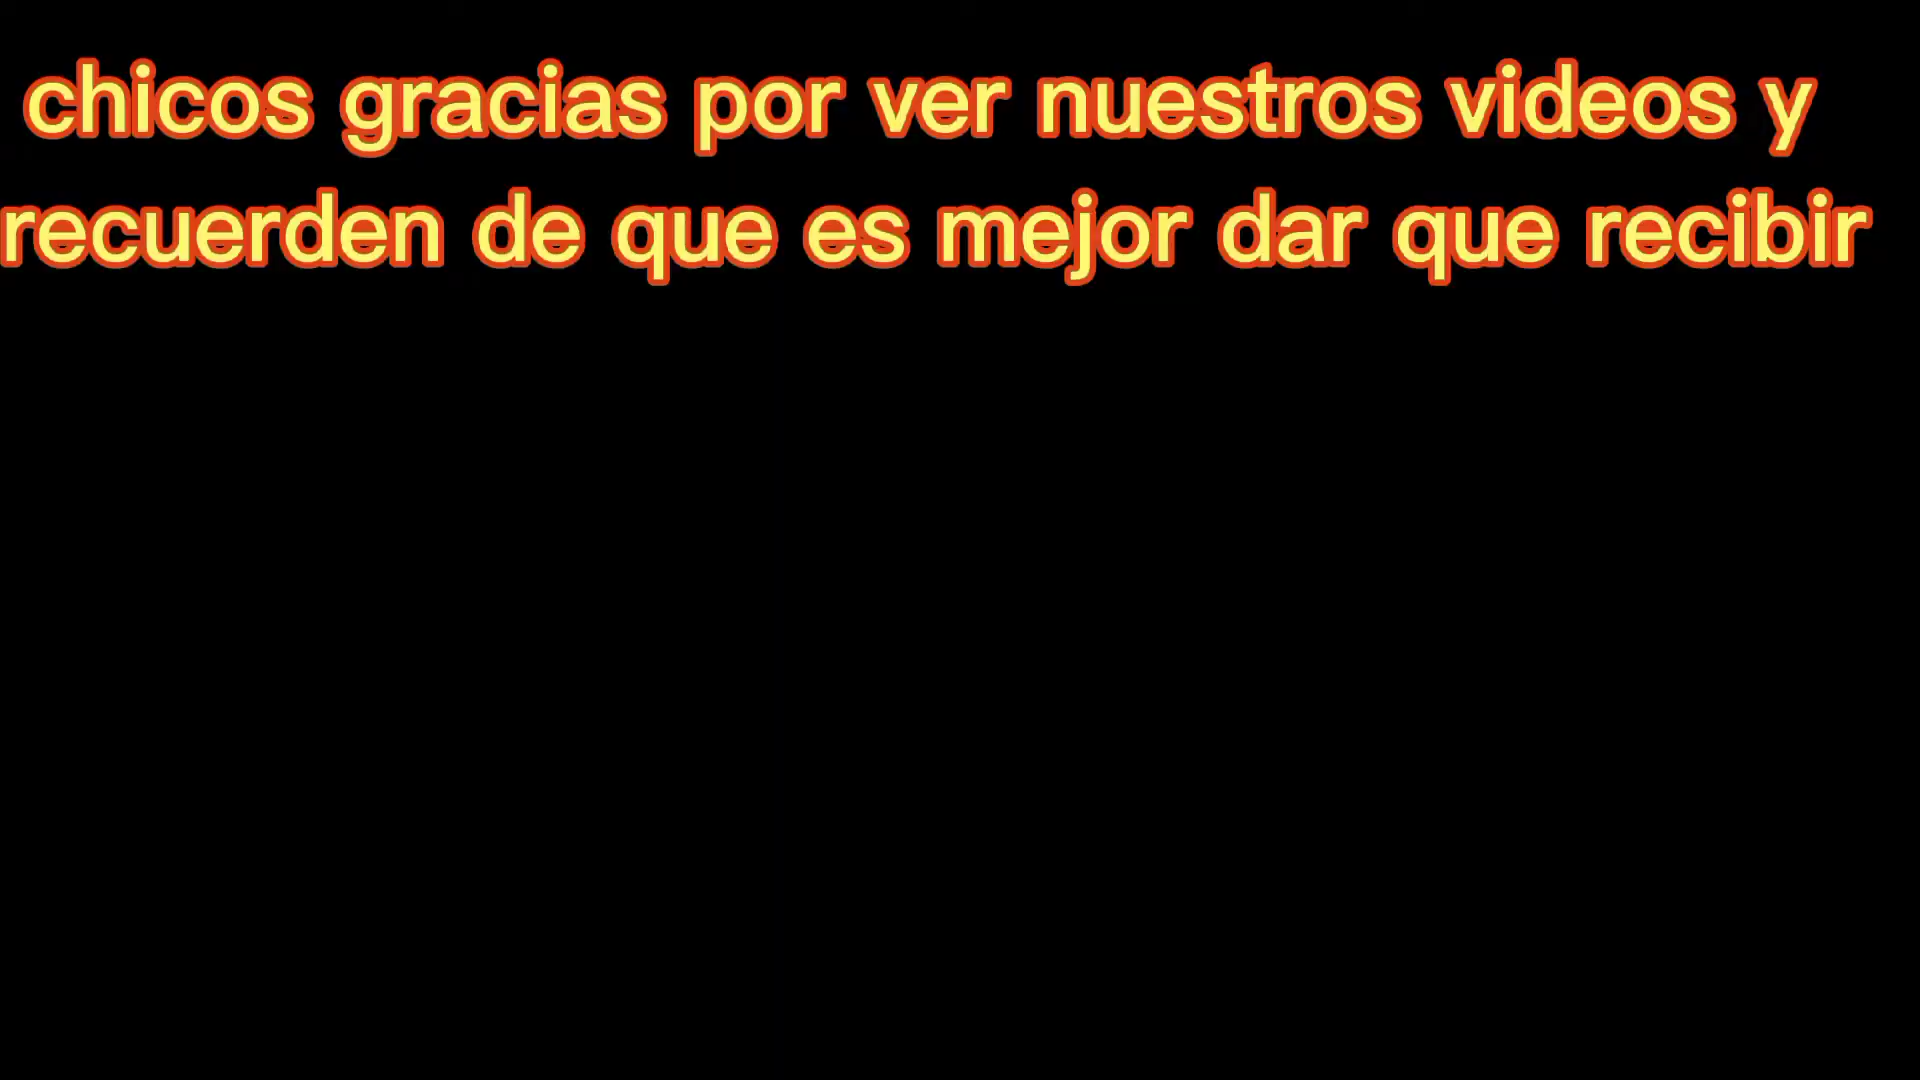 chicos gracias por ver nuestros videos y
recuerden de que es mejor dar que recibir